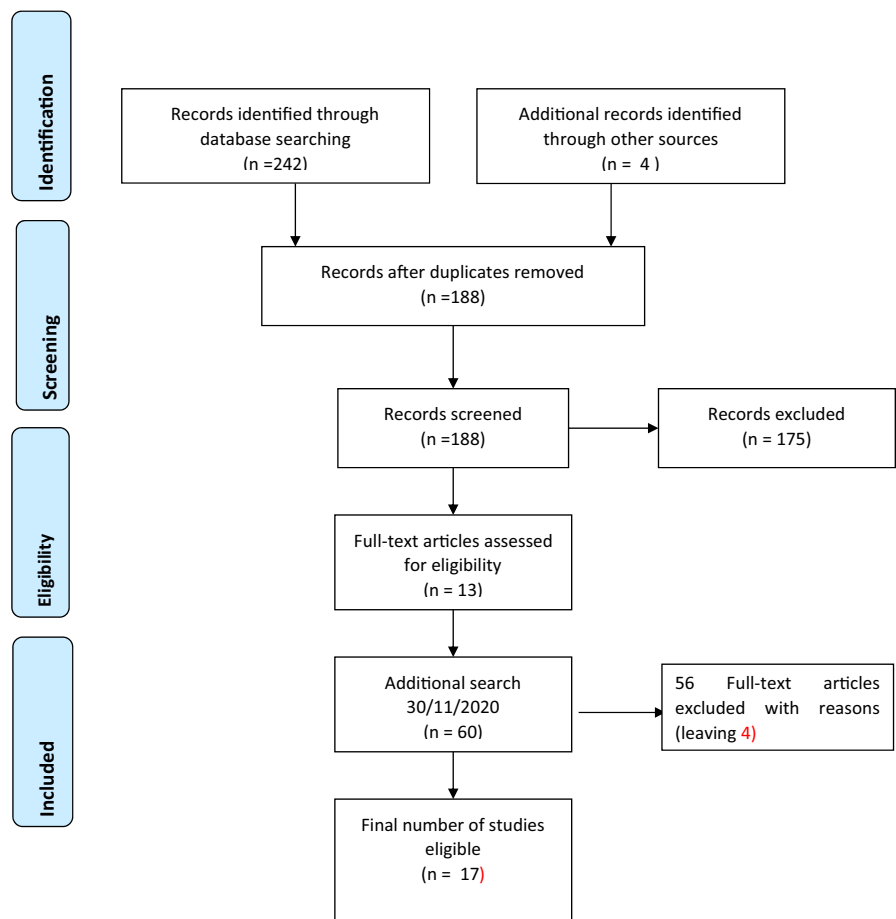 Identification
Records identified through
database searching
(n =242)
Additional records identified
through other sources
(n = 4 )
Screening
Records after duplicates removed
(n =188)
Records screened
(n =188)
Records excluded
(n = 175)
Eligibility
Full-text articles assessed
for eligibility
(n = 13)
Included
Additional search
30/11/2020
(n = 60)
56 Full-text articles
excluded with reasons
(leaving 4)
Final number of studies
eligible
(n = 17)